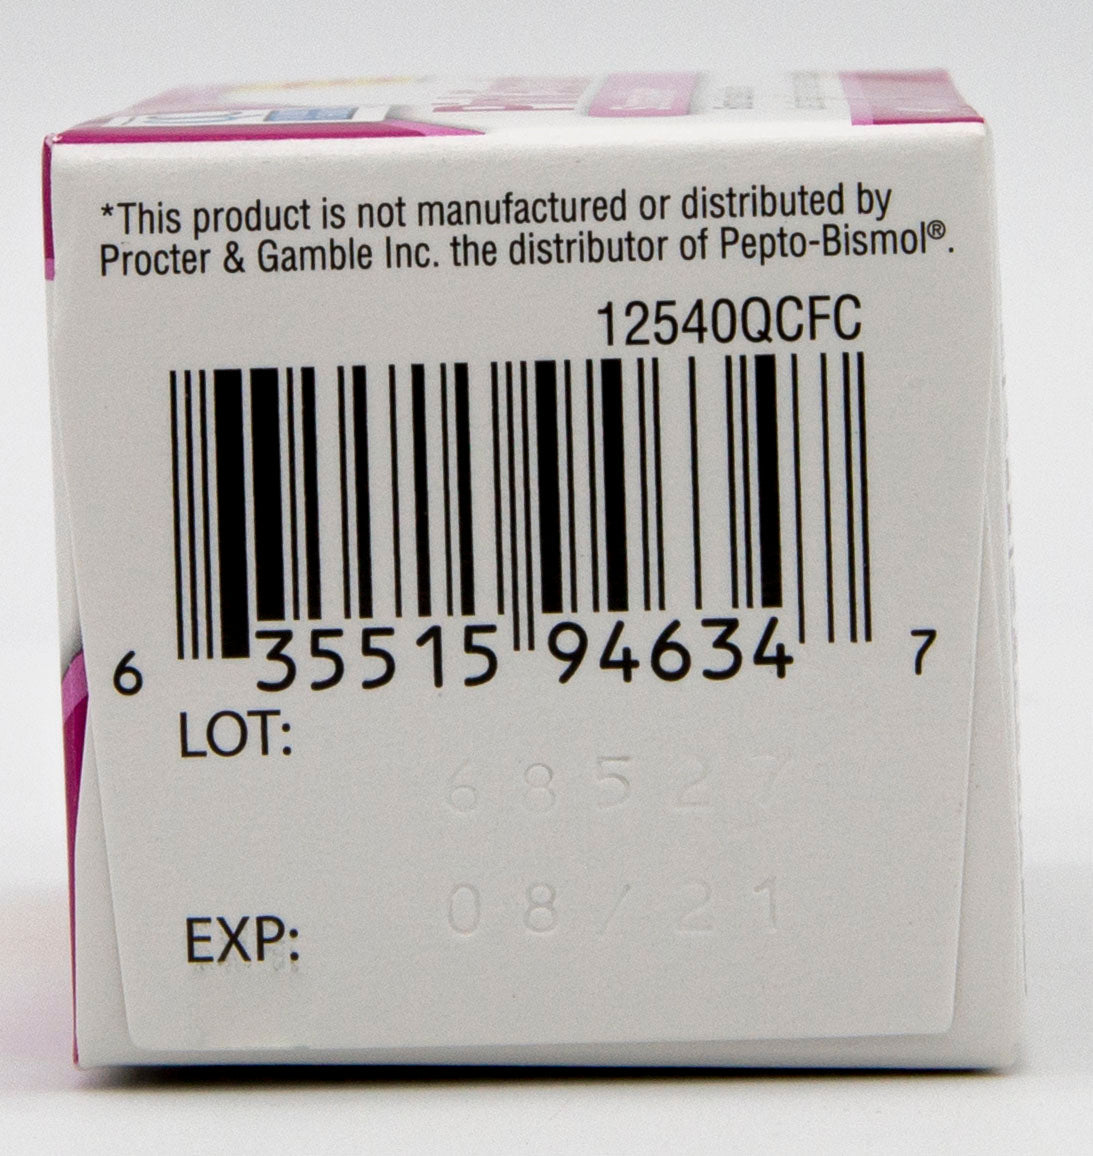 *This product is not manufactured or distributed by
Procter & Gamble Inc. the distributor of Pepto-Bismol®.
12540QCFC
6 35515 94634 7
LOT:
68527
08/21
EXP: